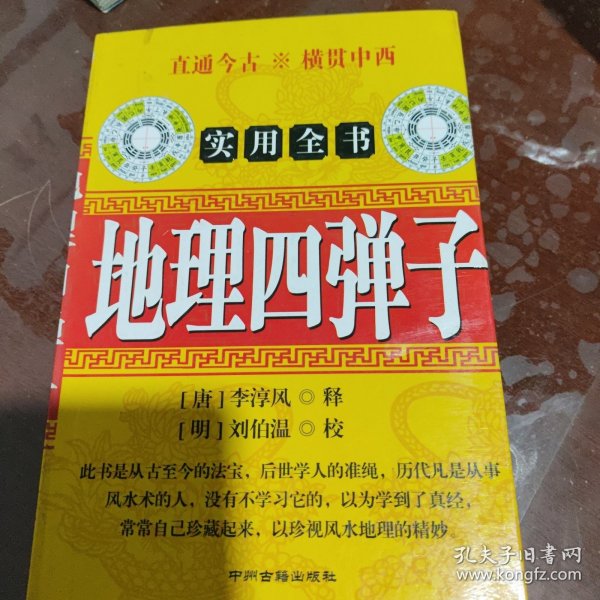 直通今古 ※ 横贯中西
实用全书
地理四弹子
［唐］李淳风 ◎ 释
［明］刘伯温 ◎ 校
此书是从古至今的法宝，后世学人的准绳，历代凡是从事
风水术的人，没有不学习它的，以为学到了真经，
常常自己珍藏起来，以珍视风水地理的精妙。
中州古籍出版社
孔夫子旧书网
www.kongfz.com